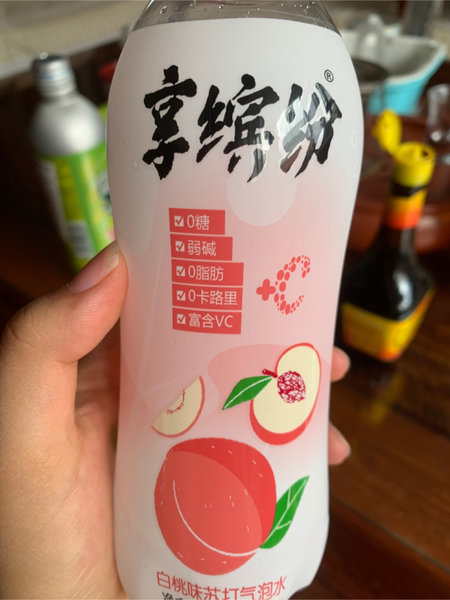 享缤纷®
0糖
弱碱
0脂肪
0卡路里
富含VC
+C
白桃味苏打气泡水